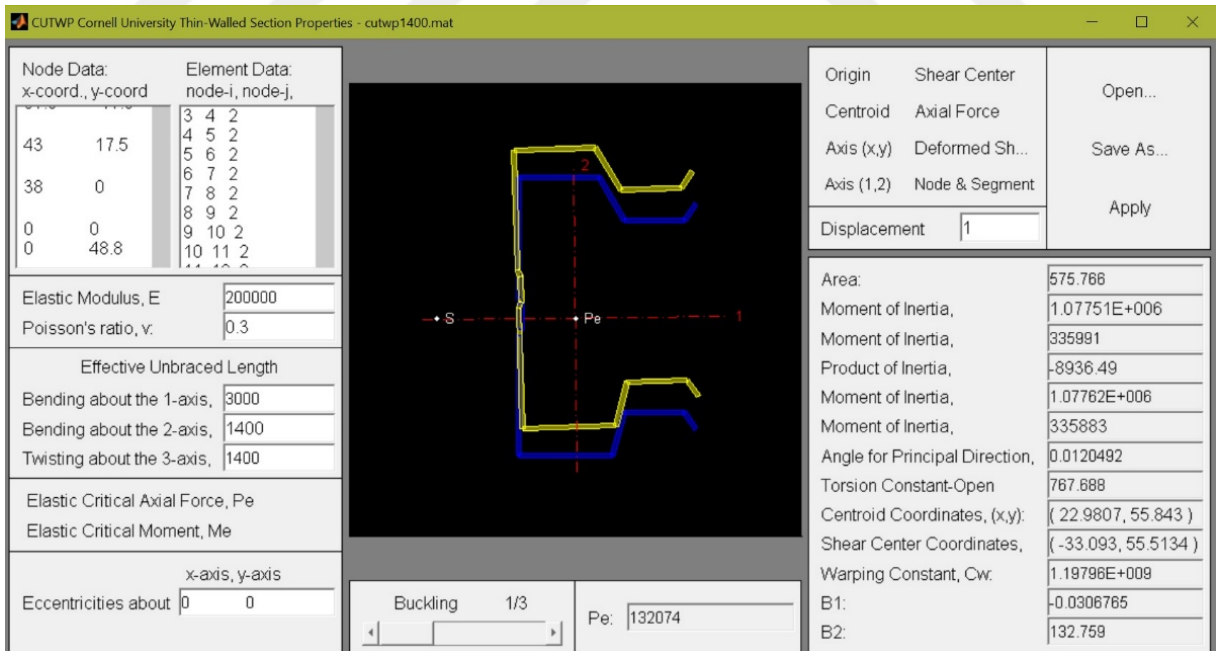 CUTWP Cornell University Thin-Walled Section Properties - cutwp1400.mat
Node Data:
x-coord., y-coord
43 17.5
38 0
0 0
0 48.8
Element Data:
node-i, node-j,
3 4 2
4 5 2
5 6 2
6 7 2
7 8 2
8 9 2
9 10 2
10 11 2
Elastic Modulus, E 200000
Poisson's ratio, v: 0.3
Effective Unbraced Length
Bending about the 1-axis, 3000
Bending about the 2-axis, 1400
Twisting about the 3-axis, 1400
Elastic Critical Axial Force, Pe
Elastic Critical Moment, Me
x-axis, y-axis
Eccentricities about 0 0
2
S
Pe
1
Buckling 1/3
Pe: 132074
Origin Shear Center
Centroid Axial Force
Axis (x,y) Deformed Sh...
Axis (1,2) Node & Segment
Displacement 1
Open...
Save As...
Apply
Area: 575.766
Moment of Inertia, 1.07751E+006
Moment of Inertia, 335991
Product of Inertia, -8936.49
Moment of Inertia, 1.07762E+006
Moment of Inertia, 335883
Angle for Principal Direction, 0.0120492
Torsion Constant-Open 767.688
Centroid Coordinates, (x,y): ( 22.9807, 55.843 )
Shear Center Coordinates, ( -33.093, 55.5134 )
Warping Constant, Cw: 1.19796E+009
B1: -0.0306765
B2: 132.759